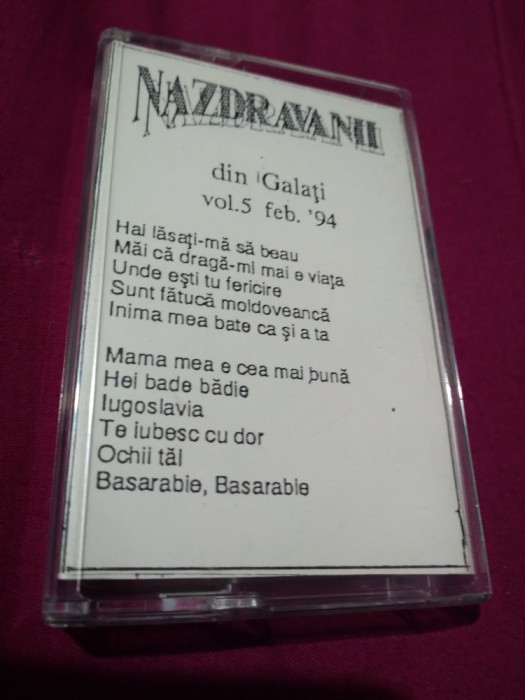 NAZDRAVANII
din Galaţi
vol.5 feb. '94
Hai lăsaţi-mă să beau
Măi că dragă-mi mai e viaţa
Unde eşti tu fericire
Sunt fătucă moldoveancă
Inima mea bate ca şi a ta
Mama mea e cea mai bună
Hei bade bădie
Iugoslavia
Te iubesc cu dor
Ochii tăi
Basarabie, Basarabie